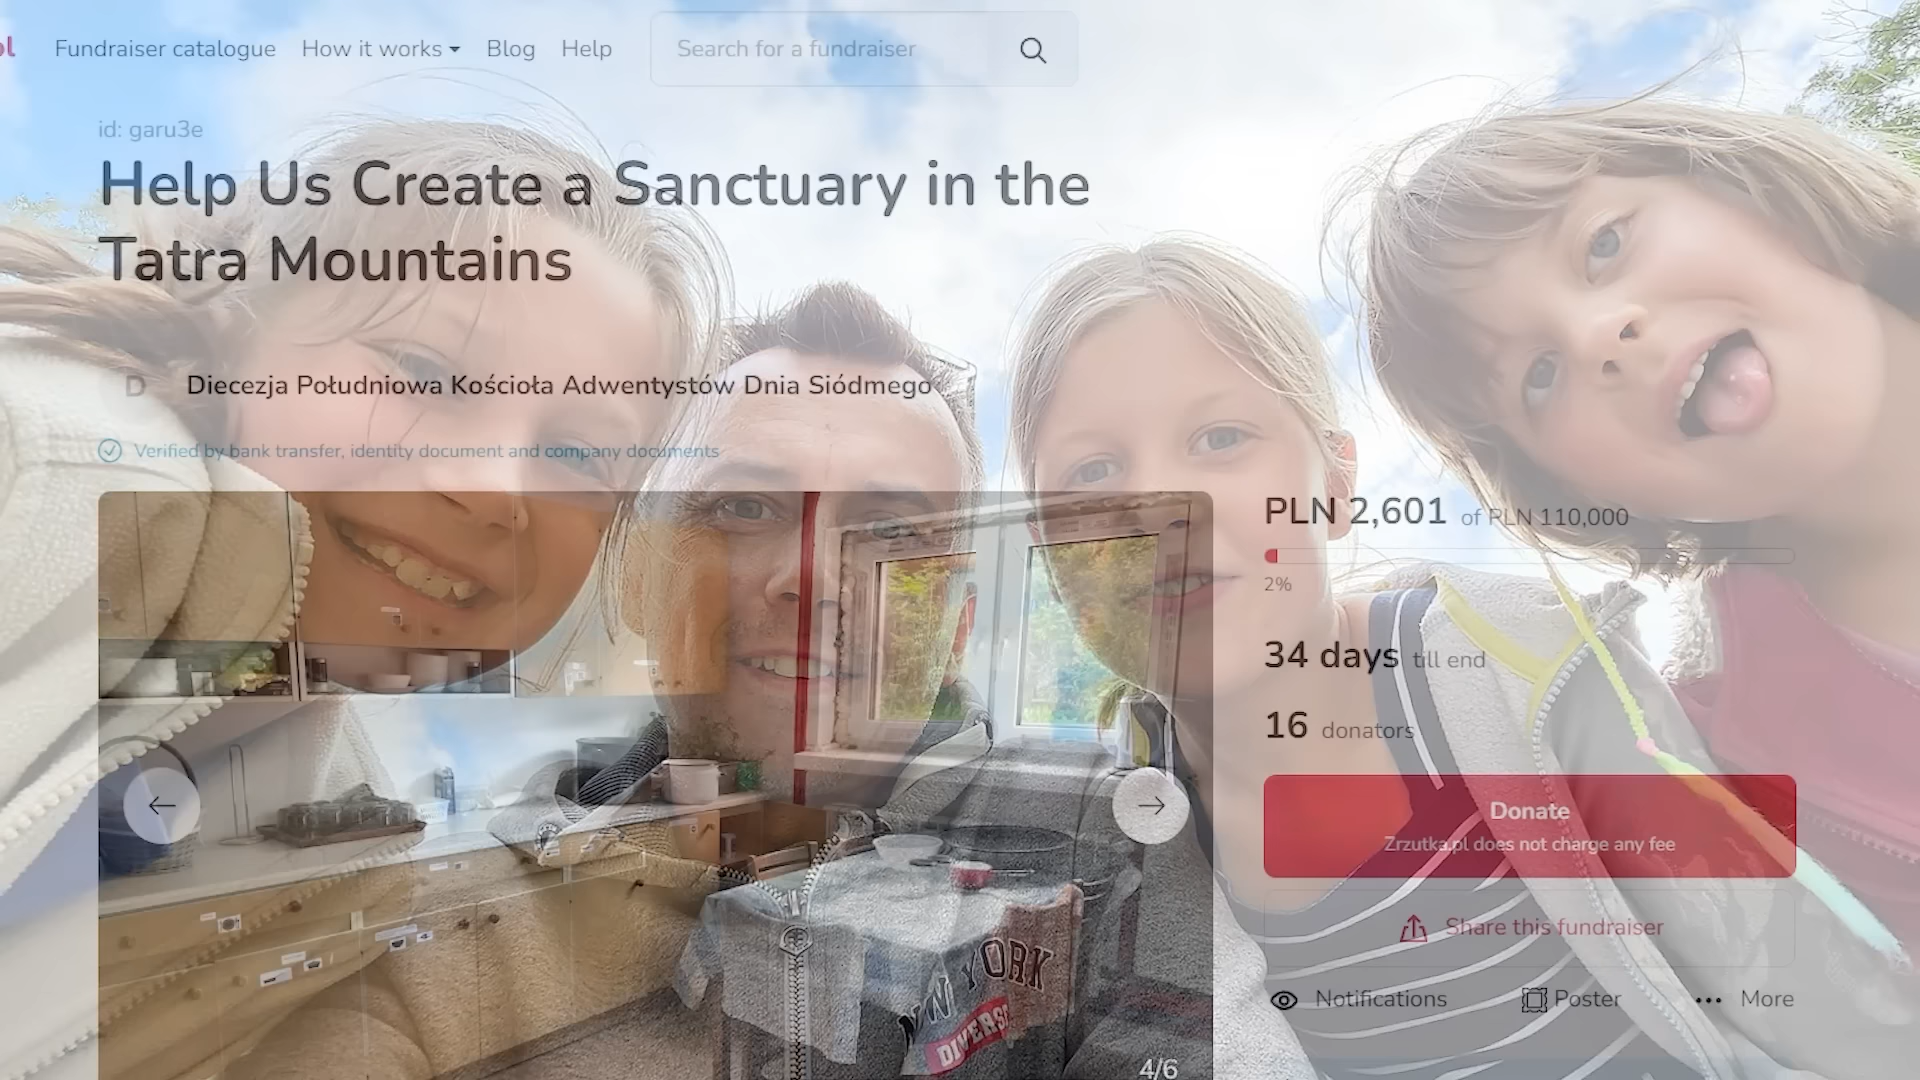 pl
Fundraiser catalogue How it works Blog Help
Search for a fundraiser
id: garu3e
Help Us Create a Sanctuary in the
Tatra Mountains
D
Diecezja Południowa Kościoła Adwentystów Dnia Siódmego
Verified by bank transfer, identity document and company documents
PLN 2,601 of PLN 110,000
2%
34 days till end
16 donators
Donate
Zrzutka.pl does not charge any fee
Share this fundraiser
Notifications Poster More
YORK
4/6